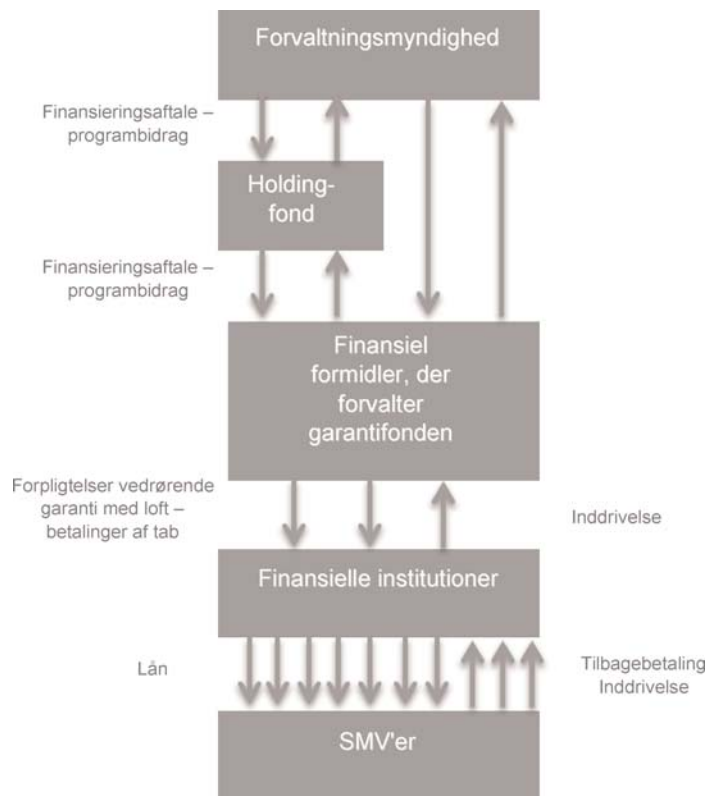 Forvaltningsmyndighed
Finansieringsaftale –
programbidrag
Holding-
fond
Finansieringsaftale –
programbidrag
Finansiel
formidler, der
forvalter
garantifonden
Forpligtelser vedrørende
garanti med loft –
betalinger af tab
Inddrivelse
Finansielle institutioner
Lån
Tilbagebetaling
Inddrivelse
SMV'er